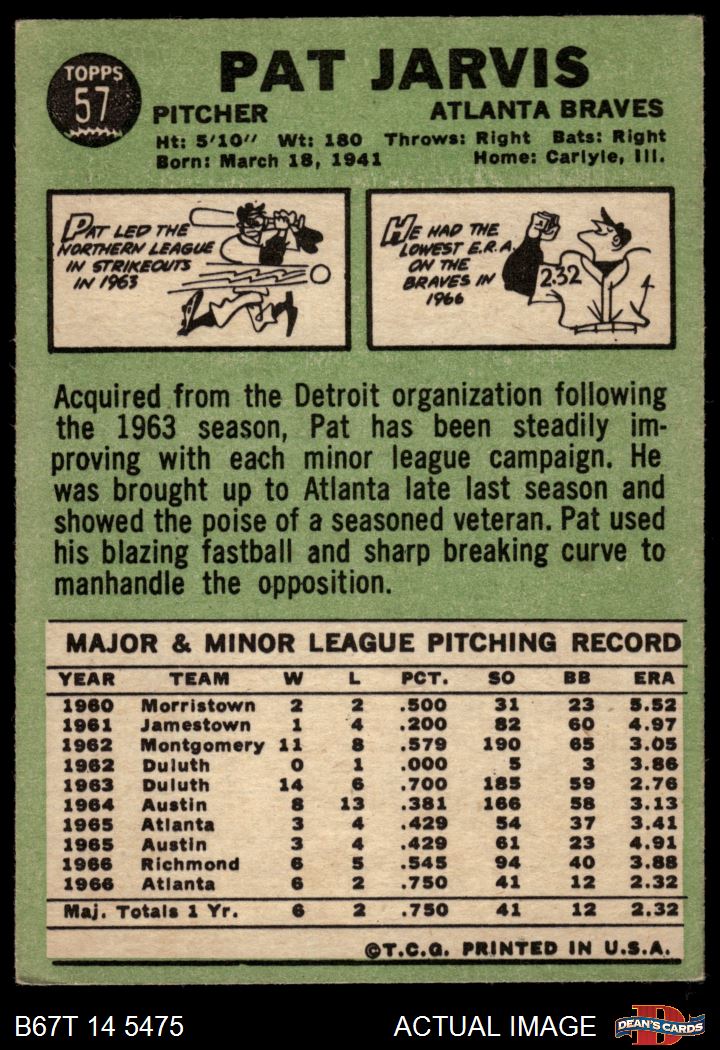 TOPPS
57
PAT JARVIS
PITCHER ATLANTA BRAVES
Ht: 5'10" Wt: 180 Throws: Right Bats: Right
Born: March 18, 1941 Home: Carlyle, Ill.
PAT LED THE
NORTHERN LEAGUE
IN STRIKEOUTS
IN 1963
HE HAD THE
LOWEST E.R.A.
ON THE
BRAVES IN
1966
2.32
Acquired from the Detroit organization following
the 1963 season, Pat has been steadily im-
proving with each minor league campaign. He
was brought up to Atlanta late last season and
showed the poise of a seasoned veteran. Pat used
his blazing fastball and sharp breaking curve to
manhandle the opposition.
MAJOR & MINOR LEAGUE PITCHING RECORD
YEAR TEAM W L PCT. SO BB ERA
1960 Morristown 2 2 .500 31 23 5.52
1961 Jamestown 1 4 .200 82 60 4.97
1962 Montgomery 11 8 .579 190 65 3.05
1962 Duluth 0 1 .000 5 3 3.86
1963 Duluth 14 6 .700 185 59 2.76
1964 Austin 8 13 .381 166 58 3.13
1965 Atlanta 3 4 .429 54 37 3.41
1965 Austin 3 4 .429 61 23 4.91
1966 Richmond 6 5 .545 94 40 3.88
1966 Atlanta 6 2 .750 41 12 2.32
Maj. Totals 1 Yr. 6 2 .750 41 12 2.32
©T.C.G. PRINTED IN U.S.A.
B67T 14 5475 ACTUAL IMAGE
D
DEAN'S CARDS